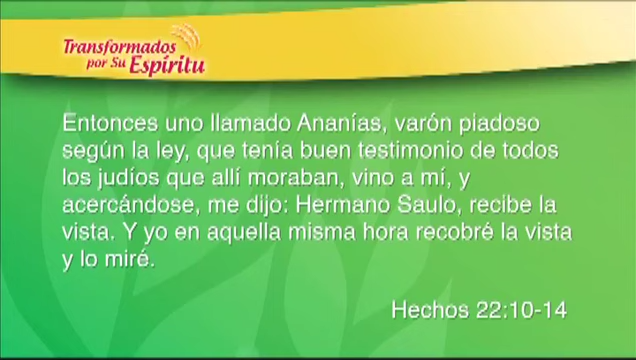 Transformados
por Su Espíritu
Entonces uno llamado Ananías, varón piadoso
según la ley, que tenía buen testimonio de todos
los judíos que allí moraban, vino a mí, y
acercándose, me dijo: Hermano Saulo, recibe la
vista. Y yo en aquella misma hora recobré la vista
y lo miré.
Hechos 22:10-14